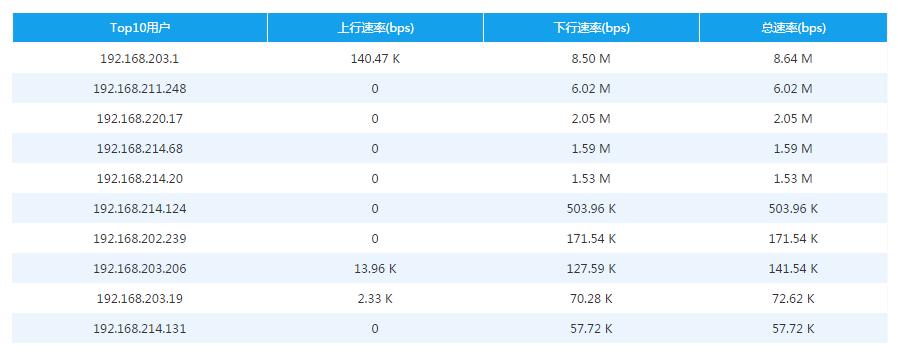 Top10用户 上行速率(bps) 下行速率(bps) 总速率(bps)
192.168.203.1 140.47 K 8.50 M 8.64 M
192.168.211.248 0 6.02 M 6.02 M
192.168.220.17 0 2.05 M 2.05 M
192.168.214.68 0 1.59 M 1.59 M
192.168.214.20 0 1.53 M 1.53 M
192.168.214.124 0 503.96 K 503.96 K
192.168.202.239 0 171.54 K 171.54 K
192.168.203.206 13.96 K 127.59 K 141.54 K
192.168.203.19 2.33 K 70.28 K 72.62 K
192.168.214.131 0 57.72 K 57.72 K